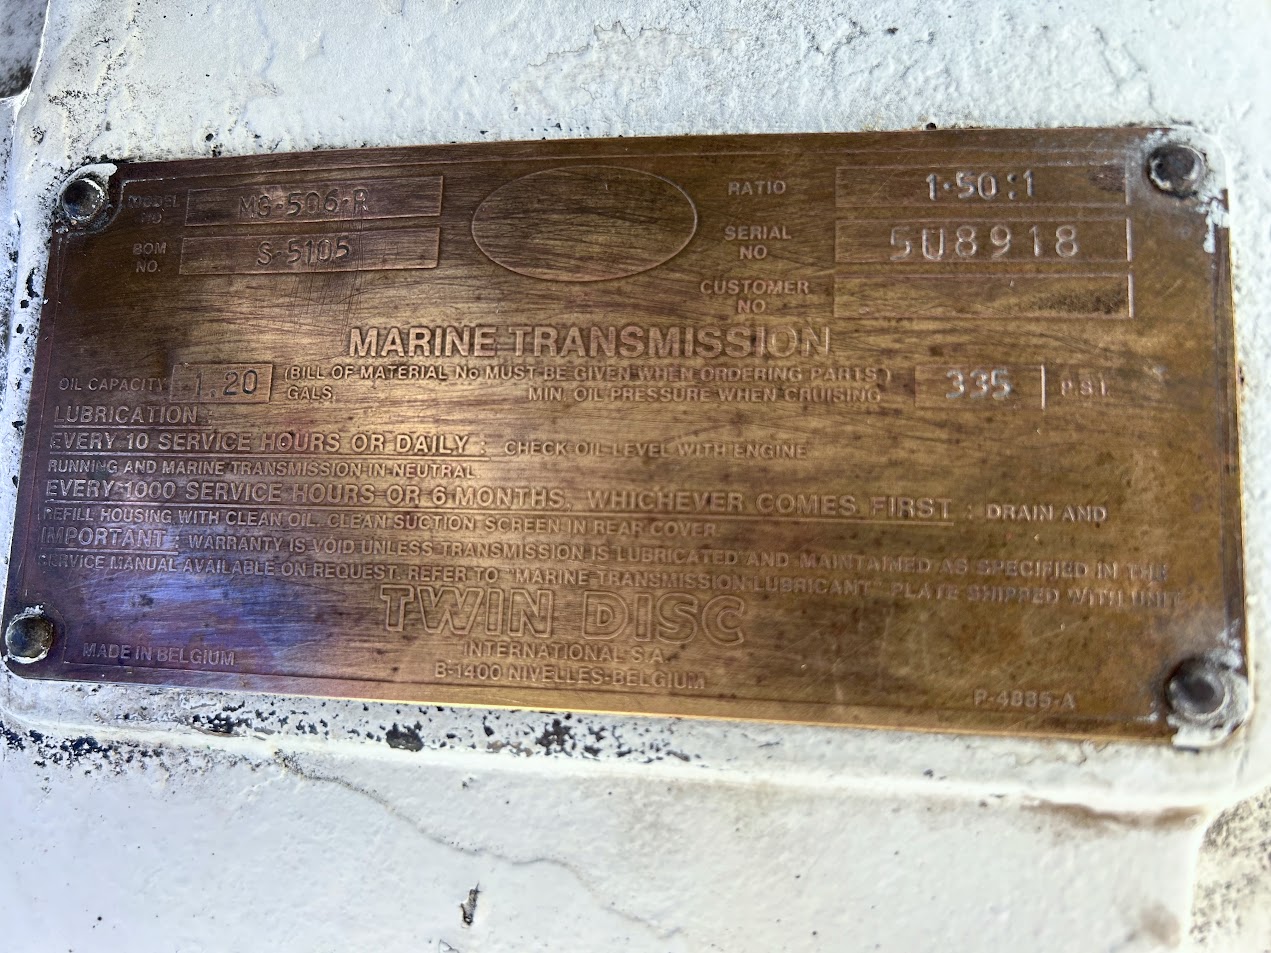 MODEL NO. MG-506-R
RATIO 1·50:1
BOM NO. S-5105
SERIAL NO 508918
CUSTOMER NO
MARINE TRANSMISSION
(BILL OF MATERIAL No MUST BE GIVEN WHEN ORDERING PARTS)
OIL CAPACITY 1.20 GALS. MIN. OIL PRESSURE WHEN CRUISING 335 P.S.I.
LUBRICATION :
EVERY 10 SERVICE HOURS OR DAILY : CHECK OIL LEVEL WITH ENGINE
RUNNING AND MARINE TRANSMISSION IN NEUTRAL
EVERY 1000 SERVICE HOURS OR 6 MONTHS, WHICHEVER COMES FIRST : DRAIN AND
REFILL HOUSING WITH CLEAN OIL. CLEAN SUCTION SCREEN IN REAR COVER
IMPORTANT : WARRANTY IS VOID UNLESS TRANSMISSION IS LUBRICATED AND MAINTAINED AS SPECIFIED IN THE
SERVICE MANUAL AVAILABLE ON REQUEST. REFER TO "MARINE TRANSMISSION LUBRICANT" PLATE SHIPPED WITH UNIT
TWIN DISC
INTERNATIONAL S.A.
B-1400 NIVELLES-BELGIUM
MADE IN BELGIUM
P-4885-A